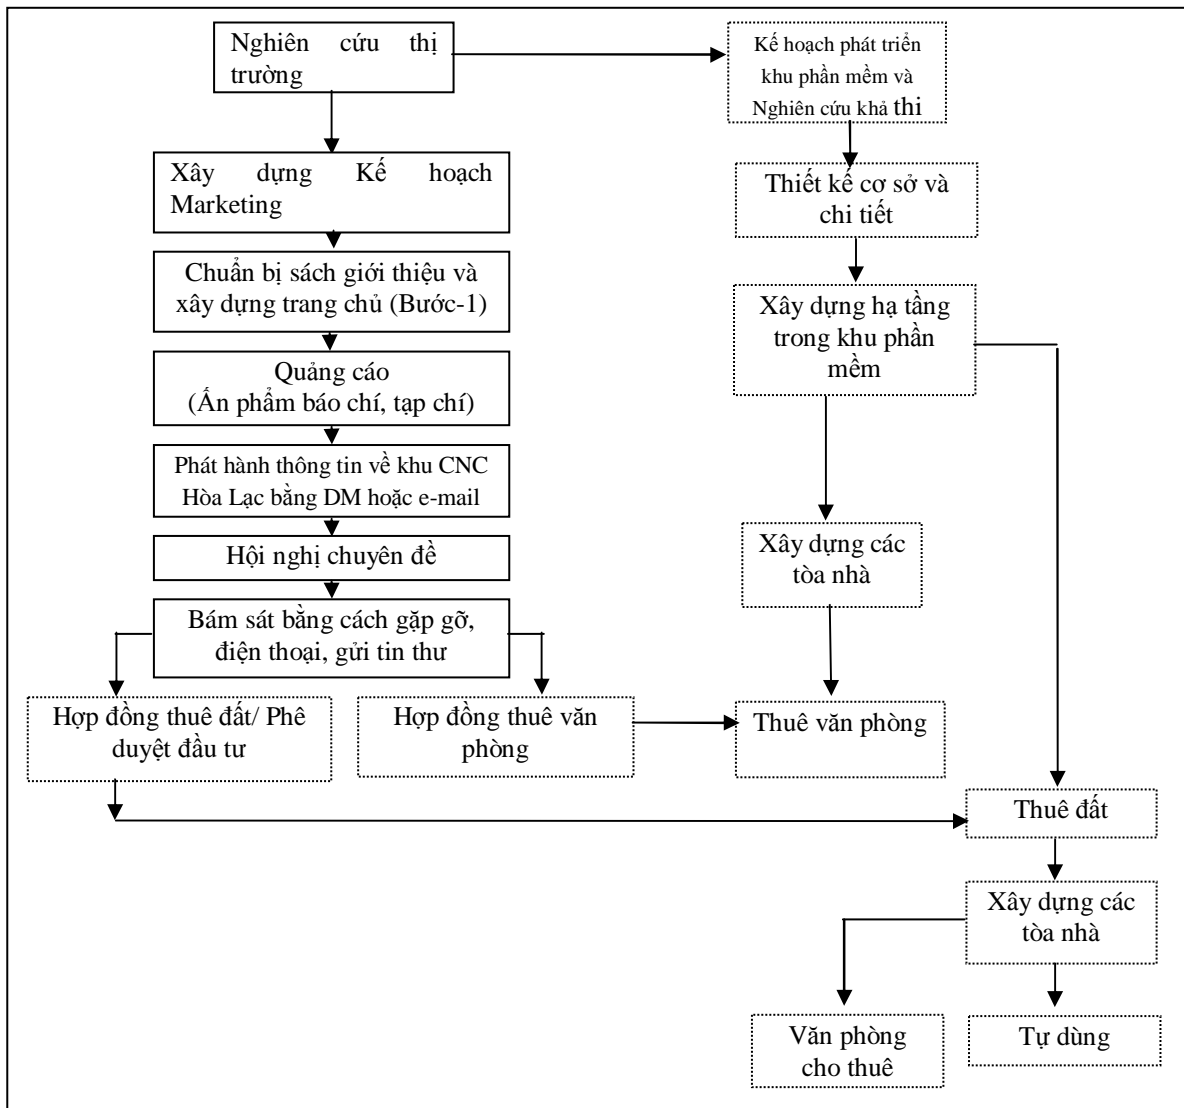 Nghiên cứu thị
trường
Kế hoạch phát triển
khu phần mềm và
Nghiên cứu khả thi
Xây dựng Kế hoạch
Marketing
Thiết kế cơ sở và
chi tiết
Chuẩn bị sách giới thiệu và
xây dựng trang chủ (Bước-1)
Xây dựng hạ tầng
trong khu phần
mềm
Quảng cáo
(Ấn phẩm báo chí, tạp chí)
Phát hành thông tin về khu CNC
Hòa Lạc bằng DM hoặc e-mail
Hội nghị chuyên đề
Xây dựng các
tòa nhà
Bám sát bằng cách gặp gỡ,
điện thoại, gửi tin thư
Hợp đồng thuê đất/ Phê
duyệt đầu tư
Hợp đồng thuê văn
phòng
Thuê văn phòng
Thuê đất
Xây dựng các
tòa nhà
Văn phòng
cho thuê
Tự dùng